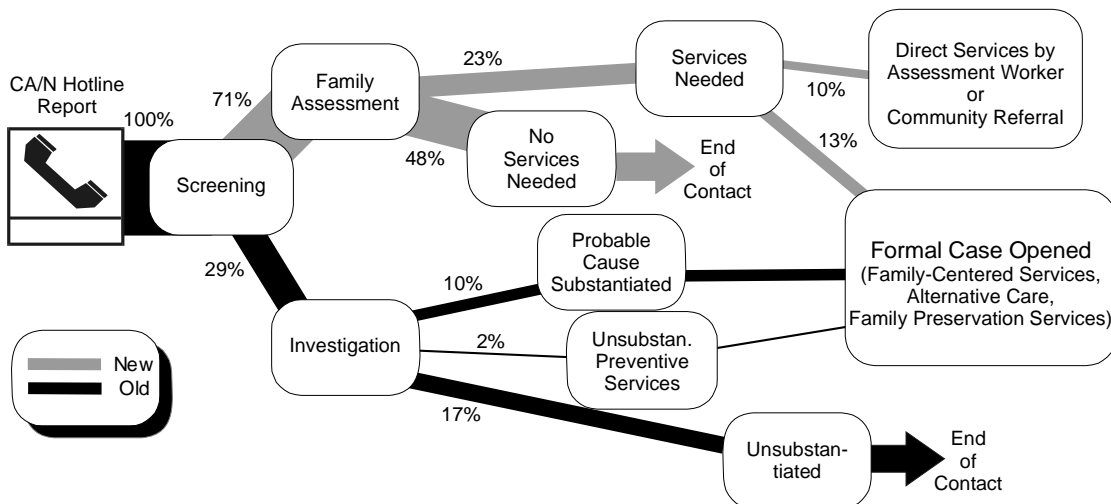 CA/N Hotline
Report
100%
Screening
71%
Family
Assessment
23%
48%
Services
Needed
No
Services
Needed
End
of
Contact
10%
13%
Direct Services by
Assessment Worker
or
Community Referral
29%
Investigation
10%
Probable
Cause
Substantiated
2%
Unsubstan.
Preventive
Services
17%
Unsubstan-
tiated
End
of
Contact
Formal Case Opened
(Family-Centered Services,
Alternative Care,
Family Preservation Services)
New
Old